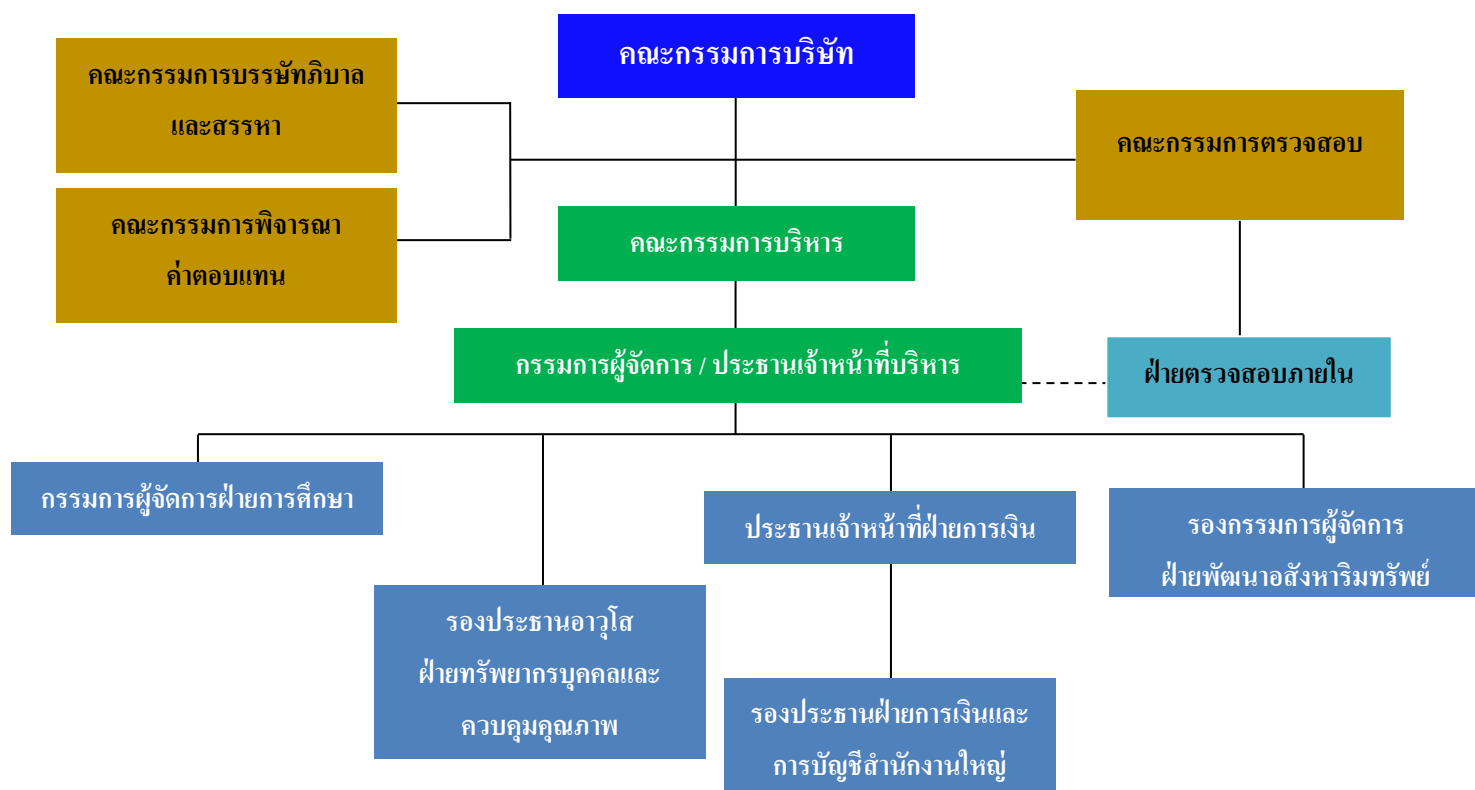 คณะกรรมการบริษัท
คณะกรรมการบรรษัทภิบาล
และสรรหา
คณะกรรมการตรวจสอบ
คณะกรรมการพิจารณา
ค่าตอบแทน
คณะกรรมการบริหาร
กรรมการผู้จัดการ / ประธานเจ้าหน้าที่บริหาร
ฝ่ายตรวจสอบภายใน
กรรมการผู้จัดการฝ่ายการศึกษา
รองประธานอาวุโส
ฝ่ายทรัพยากรบุคคลและ
ควบคุมคุณภาพ
ประธานเจ้าหน้าที่ฝ่ายการเงิน
รองประธานฝ่ายการเงินและ
การบัญชีสำนักงานใหญ่
รองกรรมการผู้จัดการ
ฝ่ายพัฒนาอสังหาริมทรัพย์